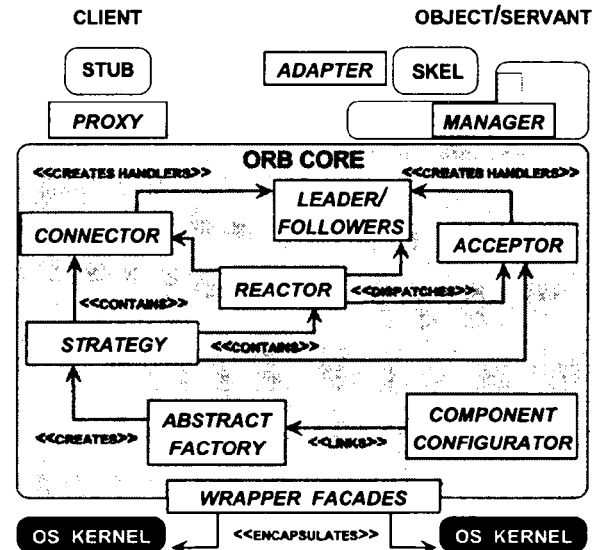 CLIENT
OBJECT/SERVANT
STUB
ADAPTER
SKEL
PROXY
MANAGER
ORB CORE
<<CREATES HANDLERS>>
<<CREATES HANDLERS>>
LEADER/
FOLLOWERS
CONNECTOR
ACCEPTOR
REACTOR
<<DISPATCHES>>
<<CONTAINS>>
STRATEGY
<<CONTAINS>>
ABSTRACT
FACTORY
COMPONENT
CONFIGURATOR
<<CREATES>>
<<LINKS>>
WRAPPER FACADES
OS KERNEL
<<ENCAPSULATES>>
OS KERNEL